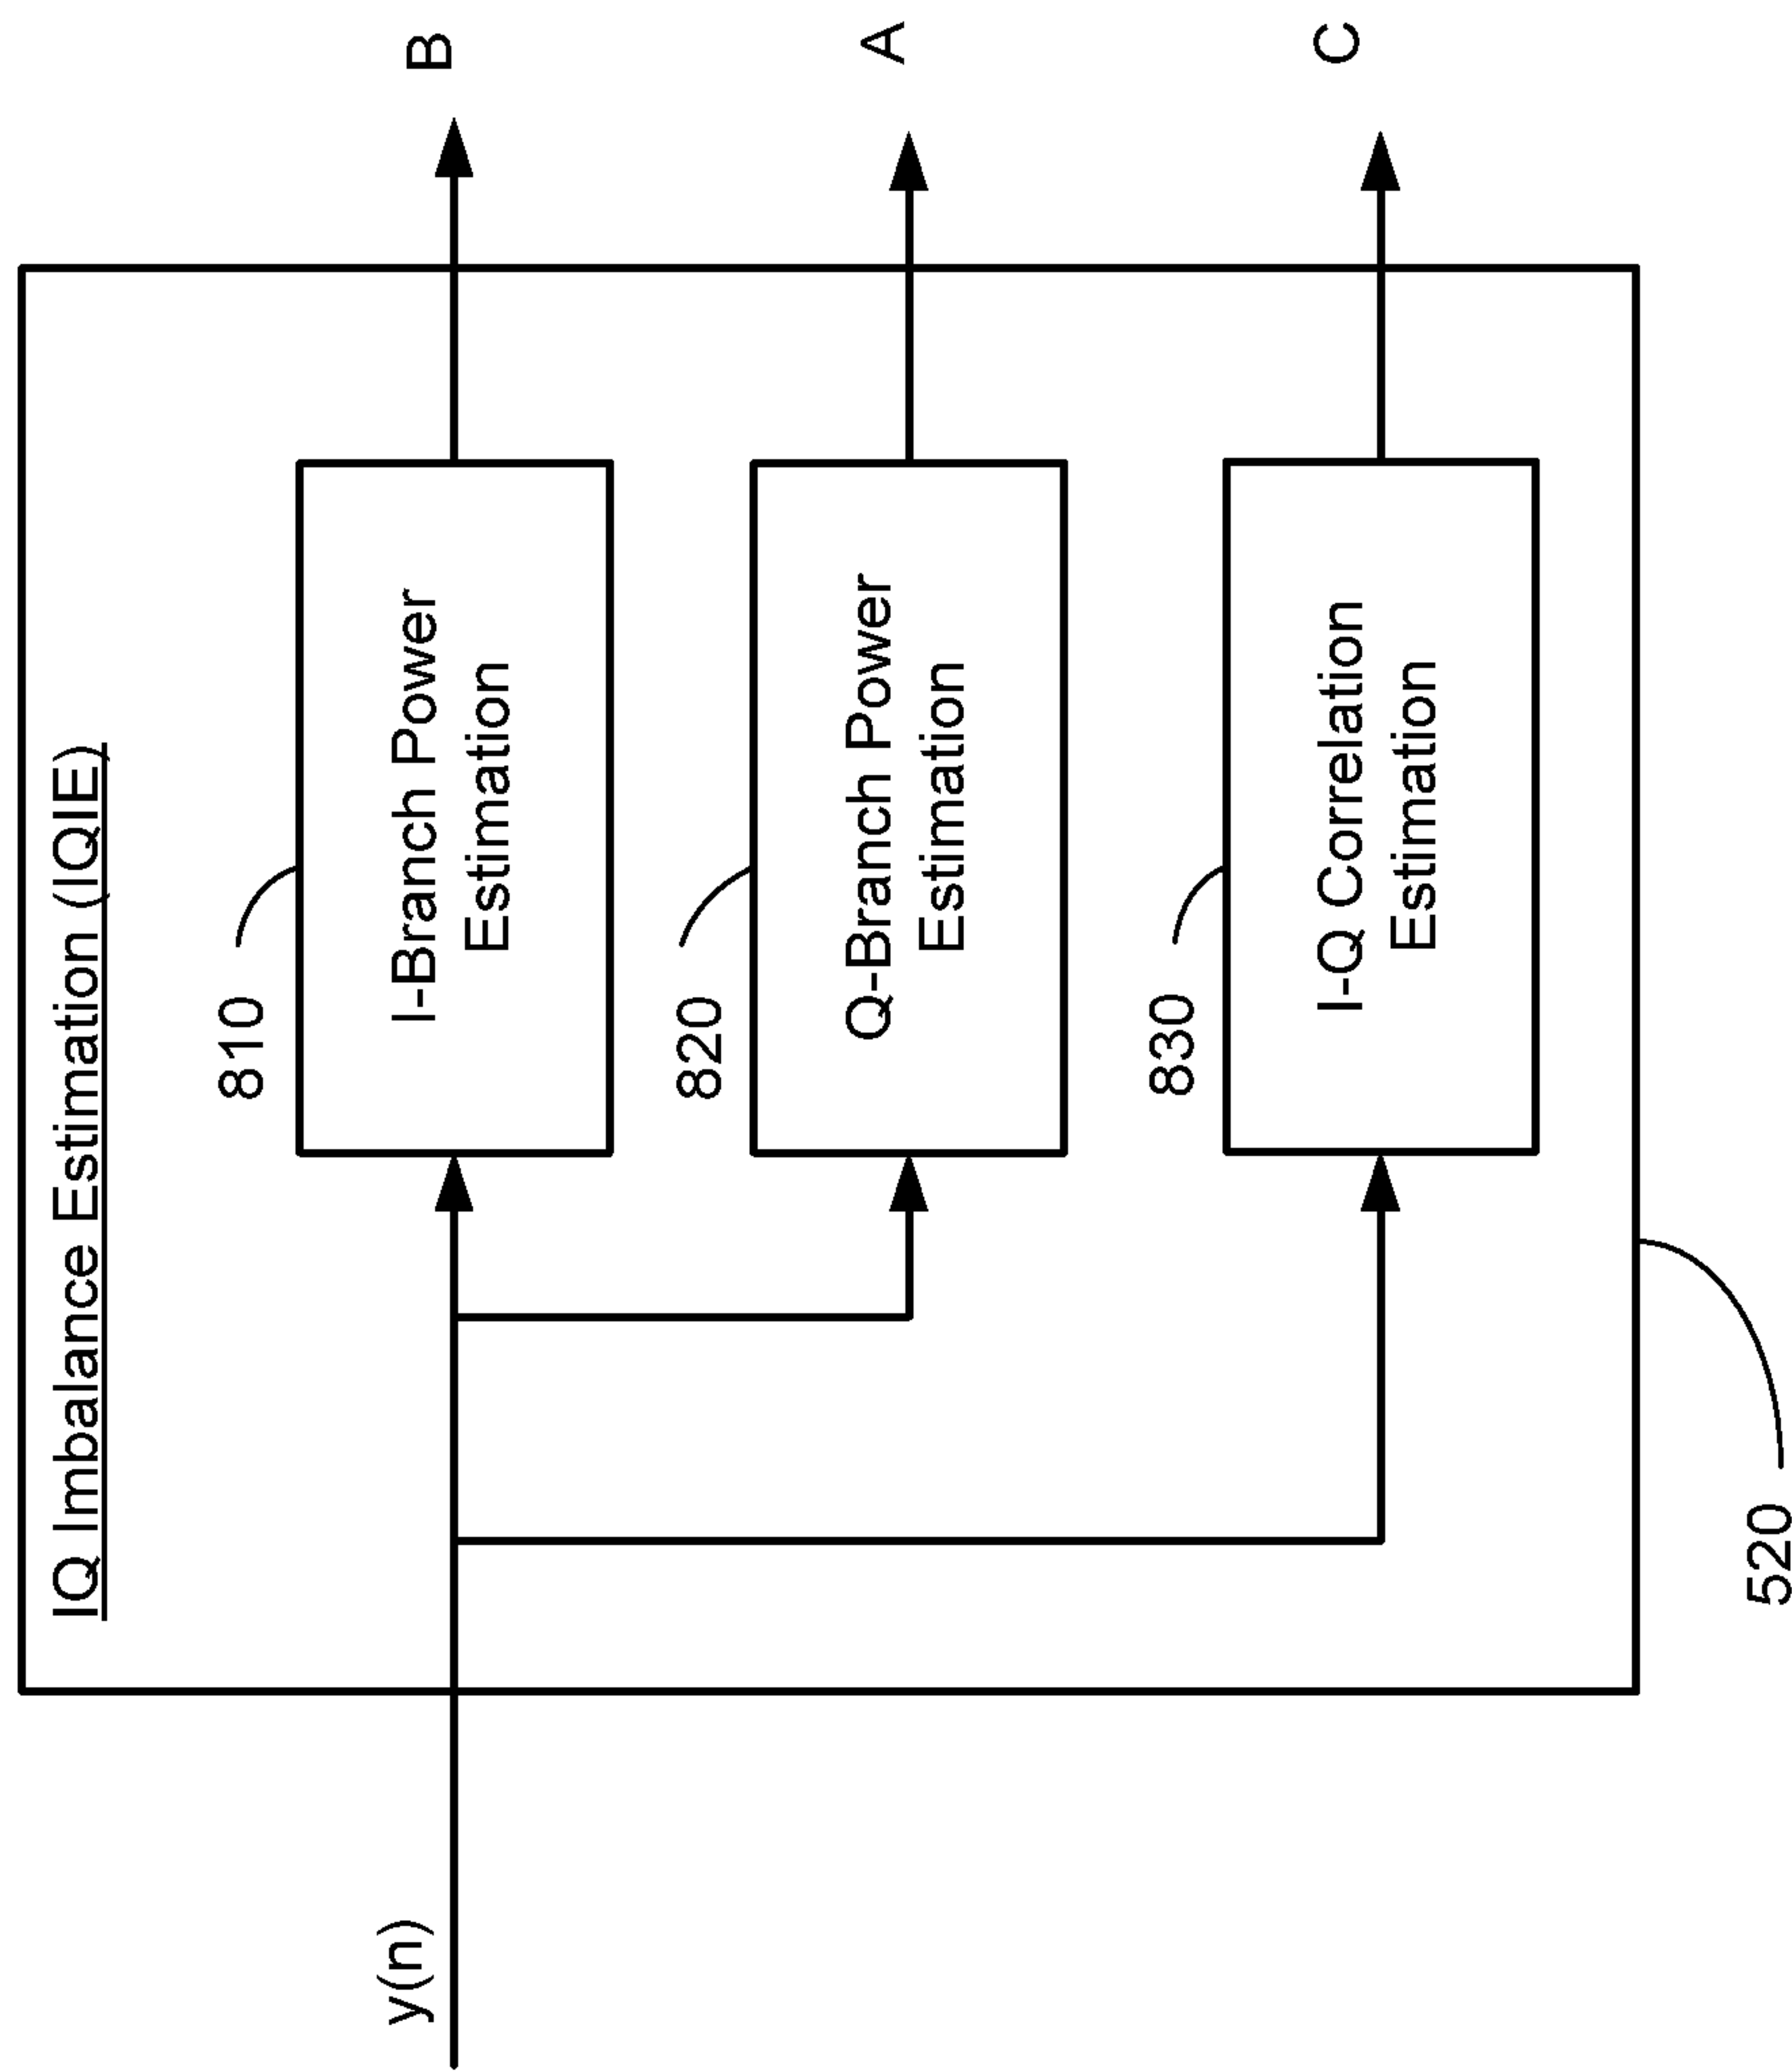 IQ Imbalance Estimation (IQIE)
y(n)
810
I-Branch Power
Estimation
B
820
Q-Branch Power
Estimation
A
830
I-Q Correlation
Estimation
C
520